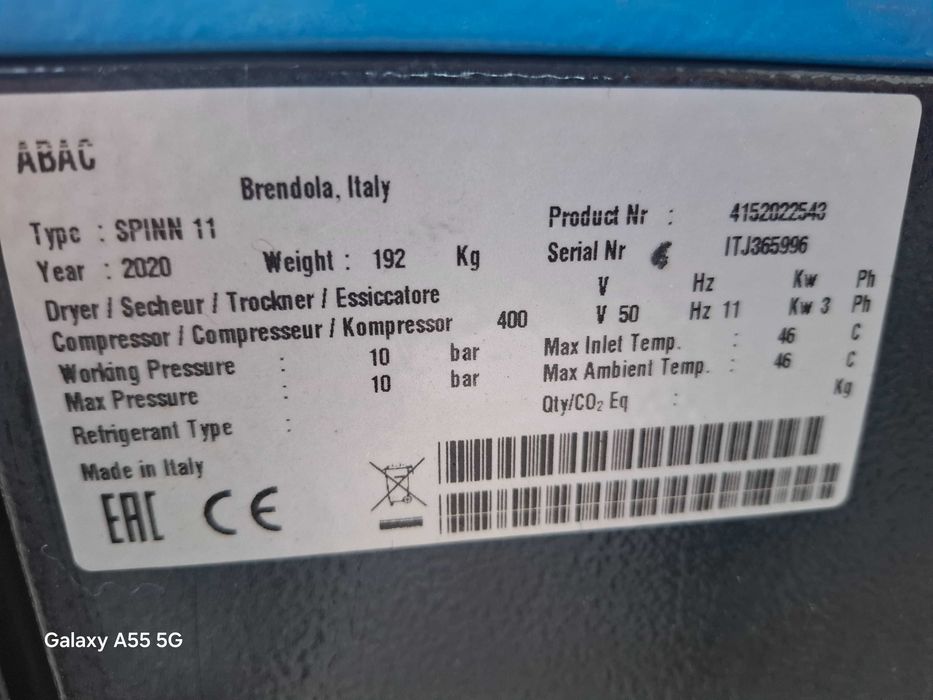 ABAC
Brendola, Italy
Type : SPINN 11
Product Nr : 4152022543
Year : 2020 Weight : 192 Kg
Serial Nr ITJ365996
Dryer / Secheur / Trockner / Essiccatore V Hz Kw Ph
Compressor / Compresseur / Kompressor 400 V 50 Hz 11 Kw 3 Ph
Working Pressure : 10 bar
Max Inlet Temp. : 46 C
Max Pressure : 10 bar
Max Ambient Temp. : 46 C
Refrigerant Type :
Qty/CO₂ Eq : Kg
Made in Italy
EAC CE
Galaxy A55 5G